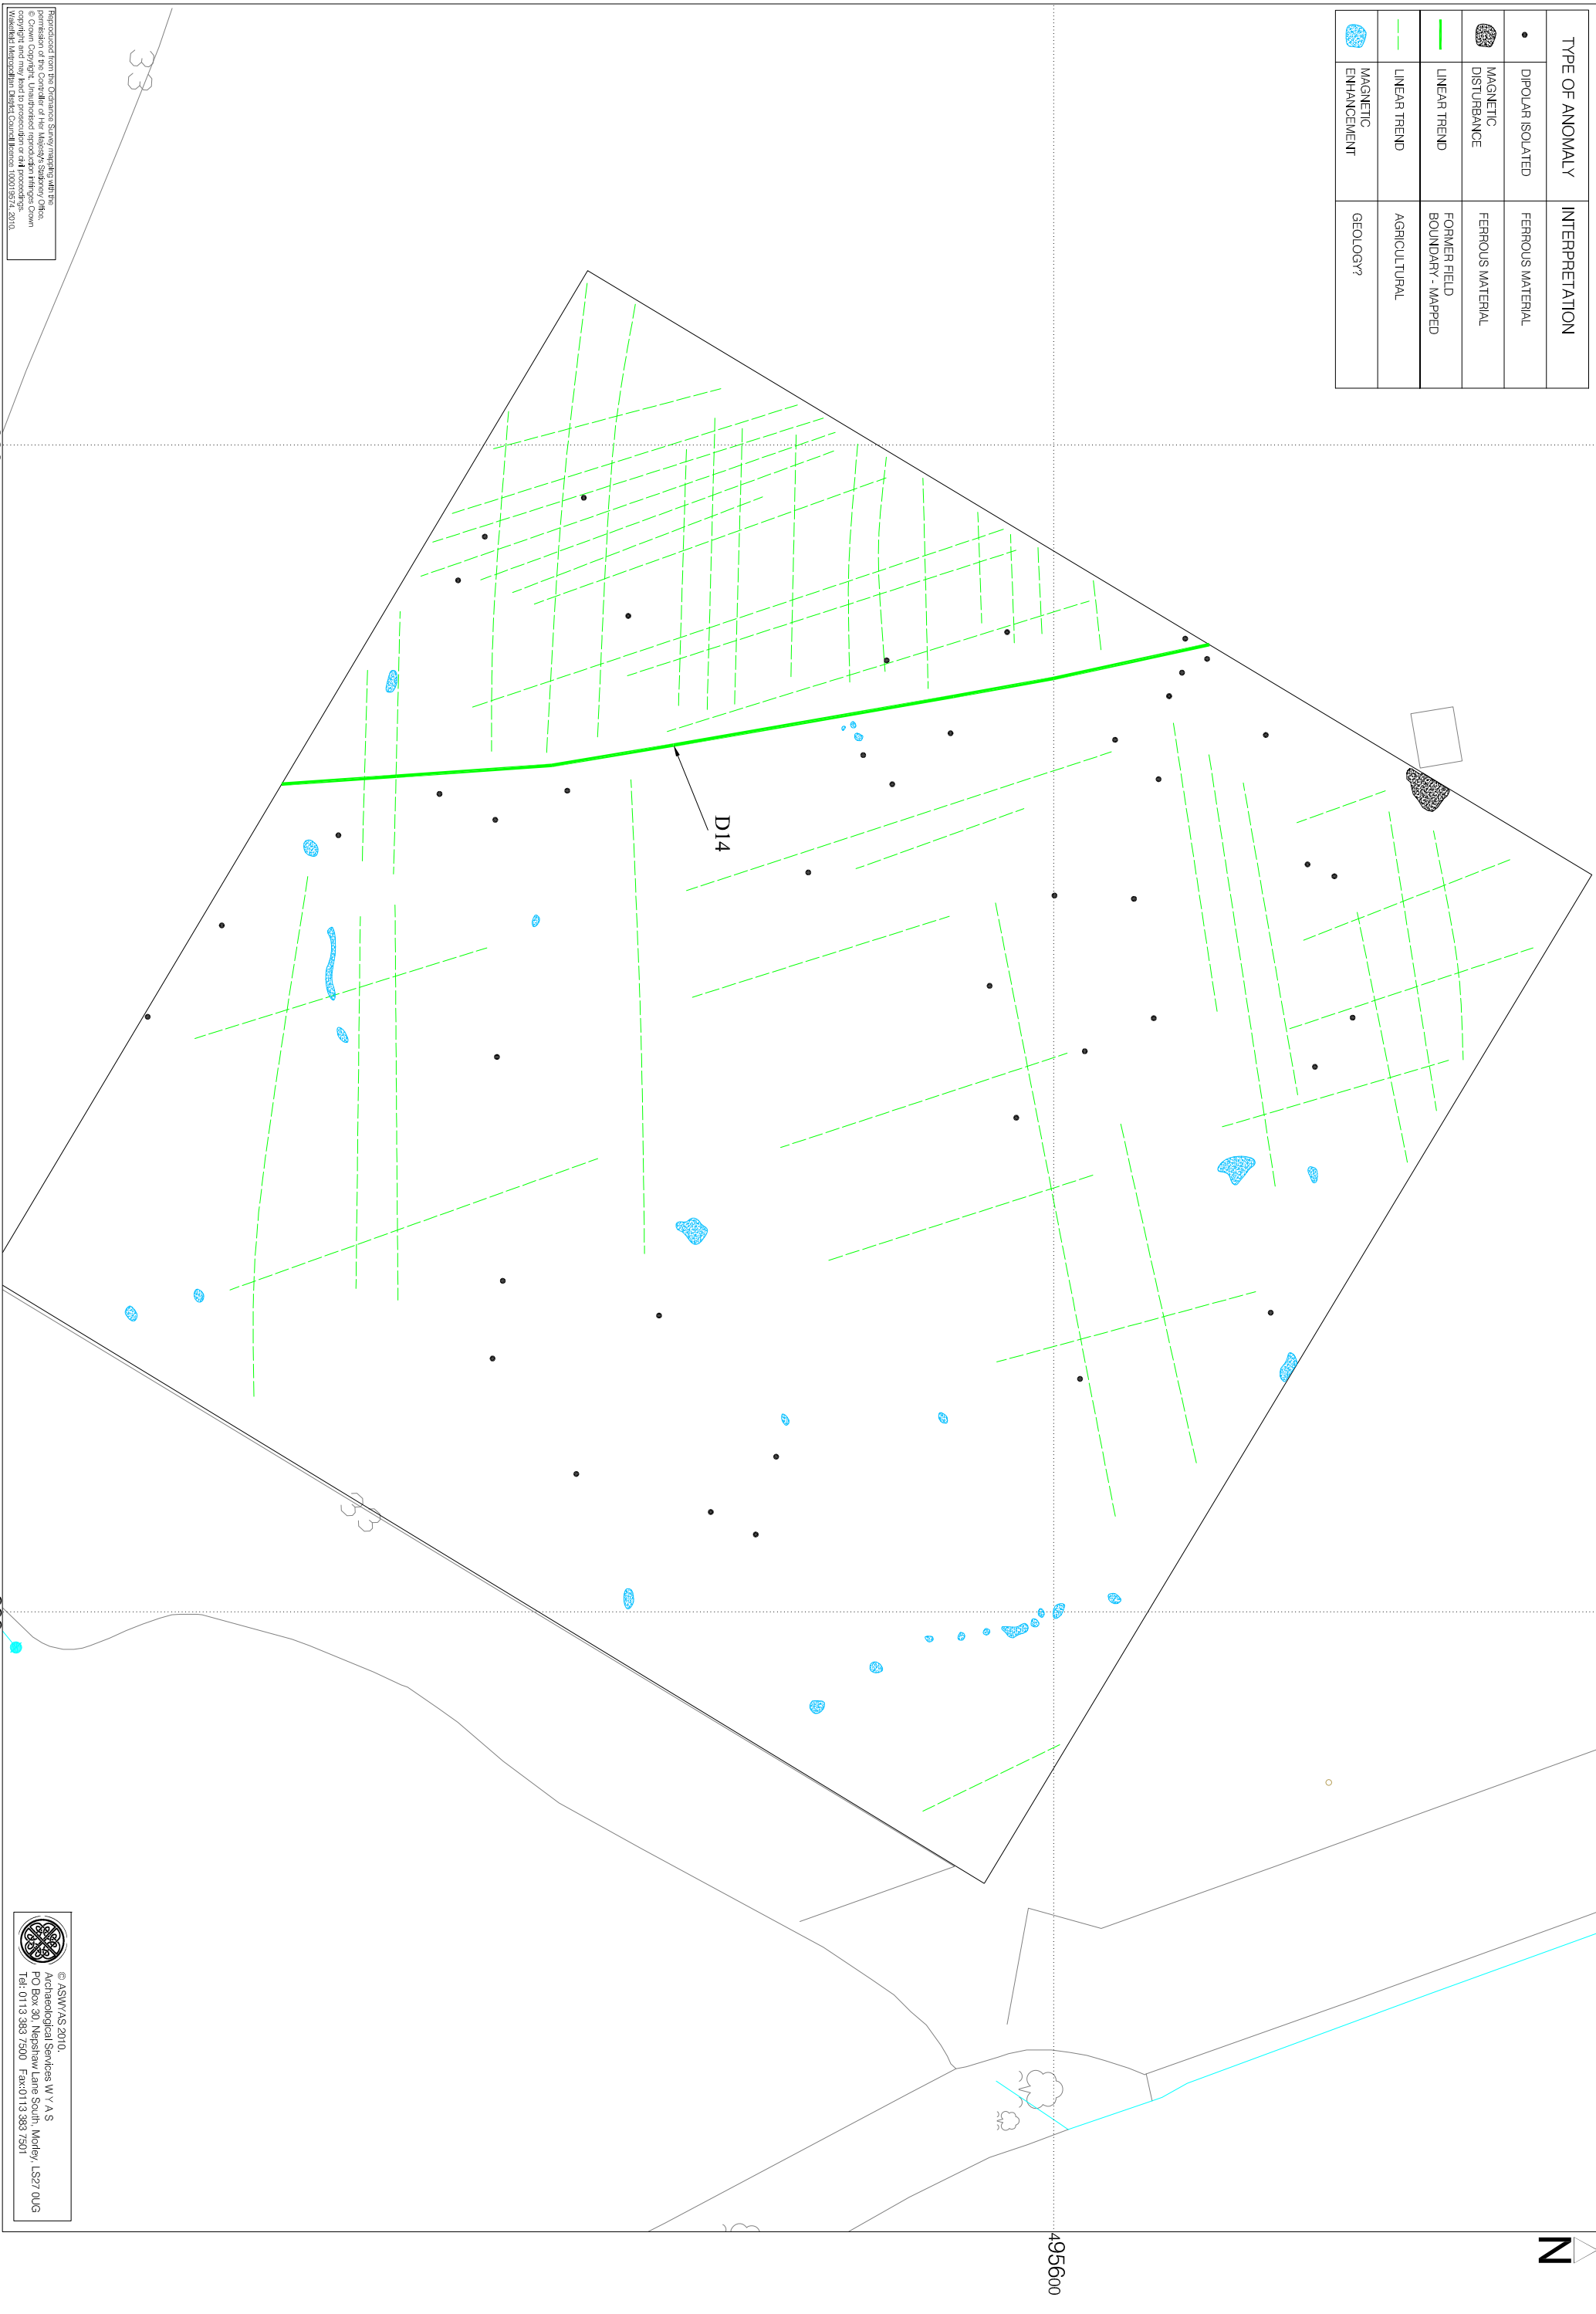 TYPE OF ANOMALY
INTERPRETATION
DIPOLAR ISOLATED
FERROUS MATERIAL
MAGNETIC
DISTURBANCE
FERROUS MATERIAL
LINEAR TREND
FORMER FIELD
BOUNDARY - MAPPED
LINEAR TREND
AGRICULTURAL
MAGNETIC
ENHANCEMENT
GEOLOGY?
N
495600
D14
33
33
Reproduced from the Ordnance Survey mapping with the
permission of the Controller of Her Majesty's Stationery Office.
© Crown Copyright. Unauthorised reproduction infringes Crown
copyright and may lead to prosecution or civil proceedings.
Wakefield Metropolitan District Council licence 100019574, 2010.
© ASWYAS 2010.
Archaeological Services W Y A S
PO Box 30, Nepshaw Lane South, Morley, LS27 0UG
Tel: 0113 383 7500 Fax:0113 383 7501